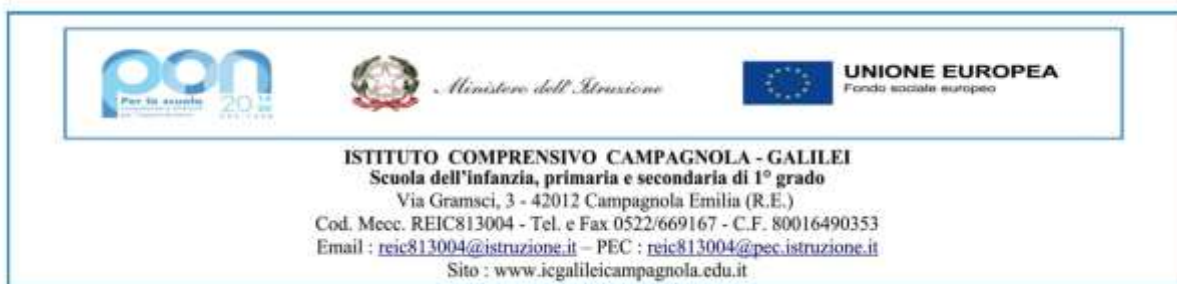 pon
Per la scuola
2014
2020
Ministero dell'Istruzione
UNIONE EUROPEA
Fondo sociale europeo
ISTITUTO COMPRENSIVO CAMPAGNOLA - GALILEI
Scuola dell'infanzia, primaria e secondaria di 1° grado
Via Gramsci, 3 - 42012 Campagnola Emilia (R.E.)
Cod. Mecc. REIC813004 - Tel. e Fax 0522/669167 - C.F. 80016490353
Email : reic813004@istruzione.it – PEC : reic813004@pec.istruzione.it
Sito : www.icgalileicampagnola.edu.it